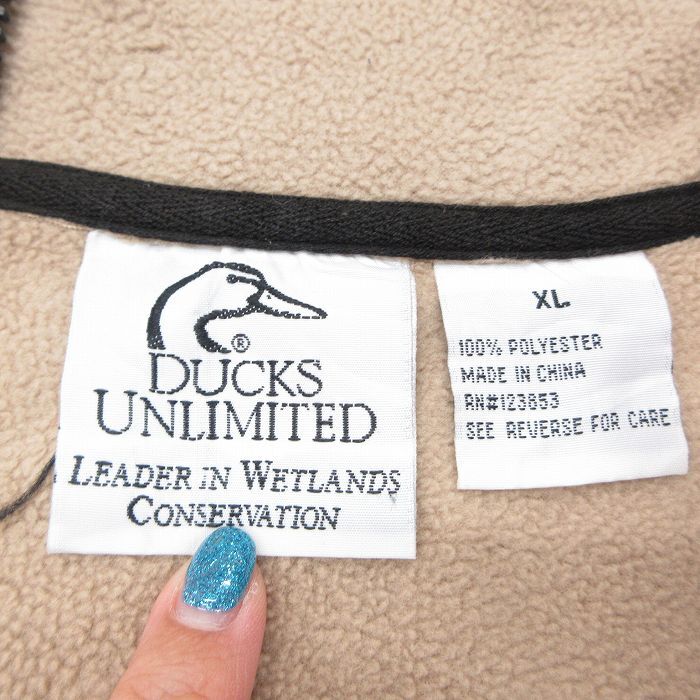 ®
DUCKS
UNLIMITED
LEADER IN WETLANDS
CONSERVATION
XL
100% POLYESTER
MADE IN CHINA
RN#123853
SEE REVERSE FOR CARE